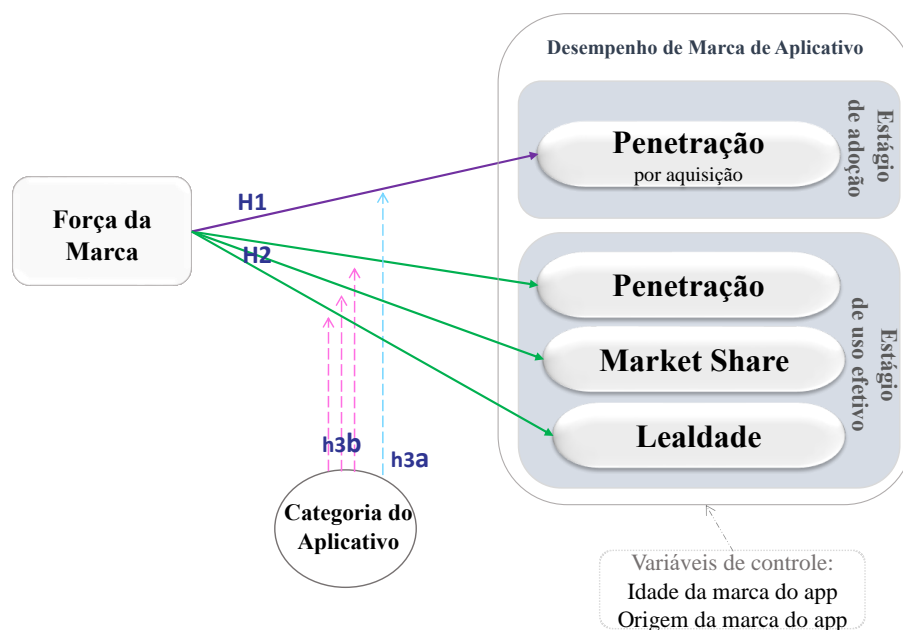 Desempenho de Marca de Aplicativo
Penetração
por aquisição
Estágio
de adoção
H1
Força da
Marca
H2
Penetração
Market Share
Lealdade
Estágio
de uso efetivo
h3b
h3a
Categoria do
Aplicativo
Variáveis de controle:
Idade da marca do app
Origem da marca do app